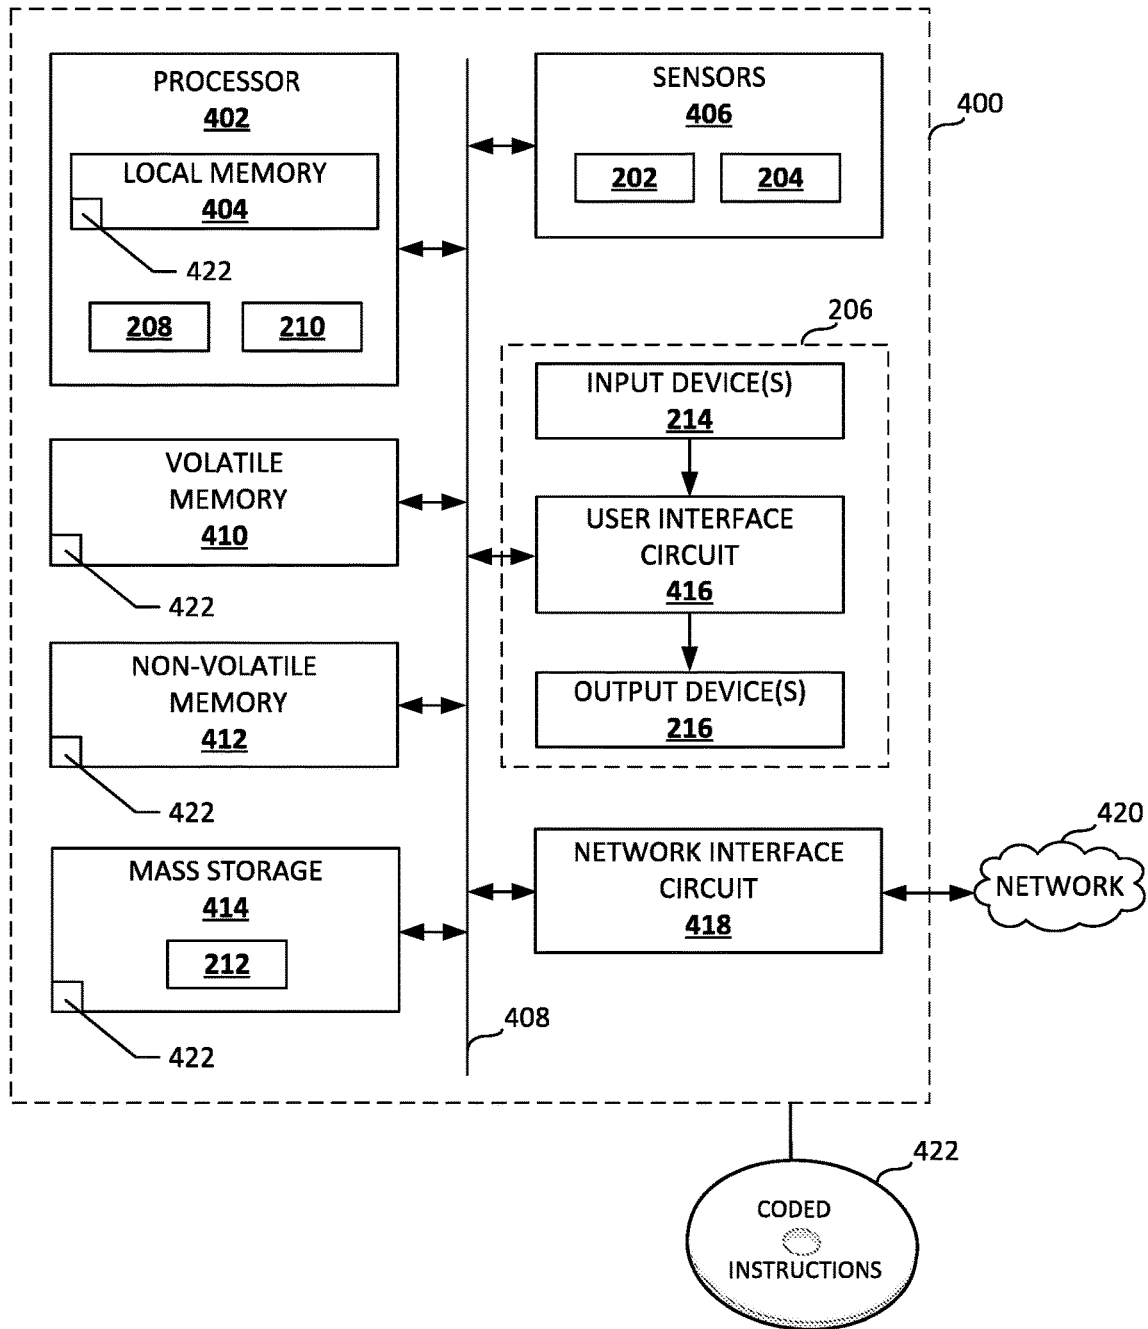 PROCESSOR
402
LOCAL MEMORY
404
422
208
210
SENSORS
406
202
204
400
206
INPUT DEVICE(S)
214
USER INTERFACE
CIRCUIT
416
OUTPUT DEVICE(S)
216
VOLATILE
MEMORY
410
422
NON-VOLATILE
MEMORY
412
422
MASS STORAGE
414
212
422
NETWORK INTERFACE
CIRCUIT
418
420
NETWORK
408
422
CODED
INSTRUCTIONS